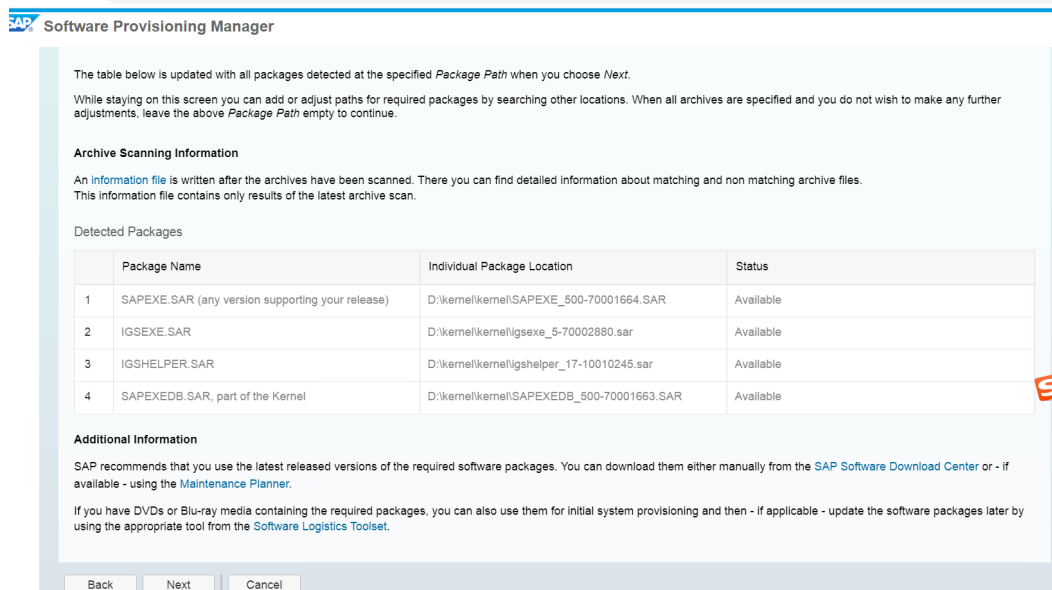 SAP Software Provisioning Manager
The table below is updated with all packages detected at the specified Package Path when you choose Next.
While staying on this screen you can add or adjust paths for required packages by searching other locations. When all archives are specified and you do not wish to make any further
adjustments, leave the above Package Path empty to continue.
Archive Scanning Information
An information file is written after the archives have been scanned. There you can find detailed information about matching and non matching archive files.
This information file contains only results of the latest archive scan.
Detected Packages
Package Name Individual Package Location Status
1 SAPEXE.SAR (any version supporting your release) D:\kernel\kernel\SAPEXE_500-70001664.SAR Available
2 IGSEXE.SAR D:\kernel\kernel\igsexe_5-70002880.sar Available
3 IGSHELPER.SAR D:\kernel\kernel\igshelper_17-10010245.sar Available
4 SAPEXEDB.SAR, part of the Kernel D:\kernel\kernel\SAPEXEDB_500-70001663.SAR Available
Additional Information
SAP recommends that you use the latest released versions of the required software packages. You can download them either manually from the SAP Software Download Center or - if
available - using the Maintenance Planner.
If you have DVDs or Blu-ray media containing the required packages, you can also use them for initial system provisioning and then - if applicable - update the software packages later by
using the appropriate tool from the Software Logistics Toolset.
Back Next Cancel